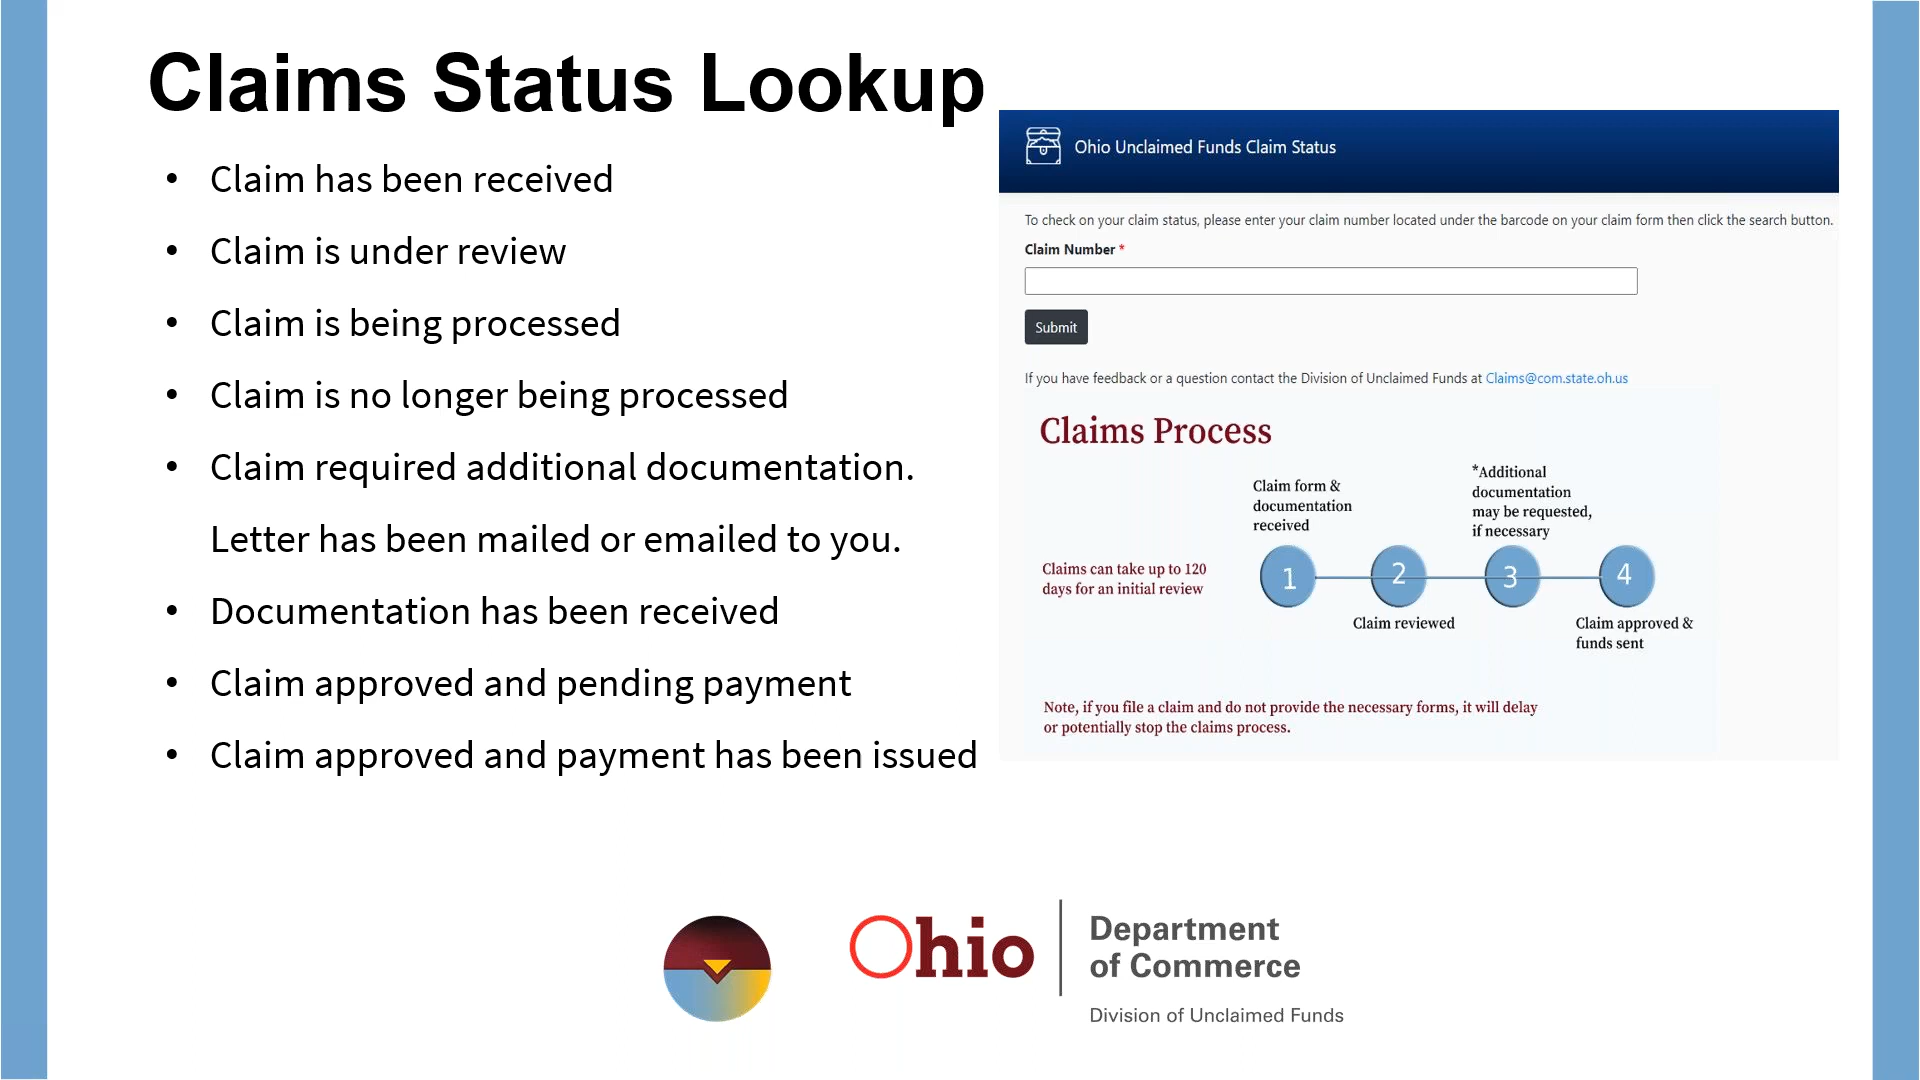 Claims Status Lookup
• Claim has been received
• Claim is under review
• Claim is being processed
• Claim is no longer being processed
• Claim required additional documentation.
Letter has been mailed or emailed to you.
• Documentation has been received
• Claim approved and pending payment
• Claim approved and payment has been issued
Ohio Unclaimed Funds Claim Status
To check on your claim status, please enter your claim number located under the barcode on your claim form then click the search button.
Claim Number *
Submit
If you have feedback or a question contact the Division of Unclaimed Funds at Claims@com.state.oh.us
Claims Process
Claims can take up to 120
days for an initial review
Claim form &
documentation
received
1
2
Claim reviewed
*Additional
documentation
may be requested,
if necessary
3
4
Claim approved &
funds sent
Note, if you file a claim and do not provide the necessary forms, it will delay
or potentially stop the claims process.
Ohio
Department
of Commerce
Division of Unclaimed Funds